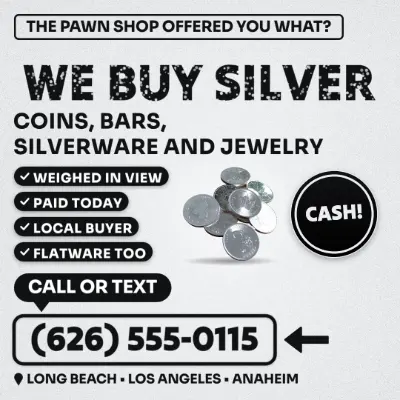 THE PAWN SHOP OFFERED YOU WHAT?
WE BUY SILVER
COINS, BARS,
SILVERWARE AND JEWELRY
✓ WEIGHED IN VIEW
✓ PAID TODAY
✓ LOCAL BUYER
✓ FLATWARE TOO
CASH!
CALL OR TEXT
(626) 555-0115
LONG BEACH • LOS ANGELES • ANAHEIM